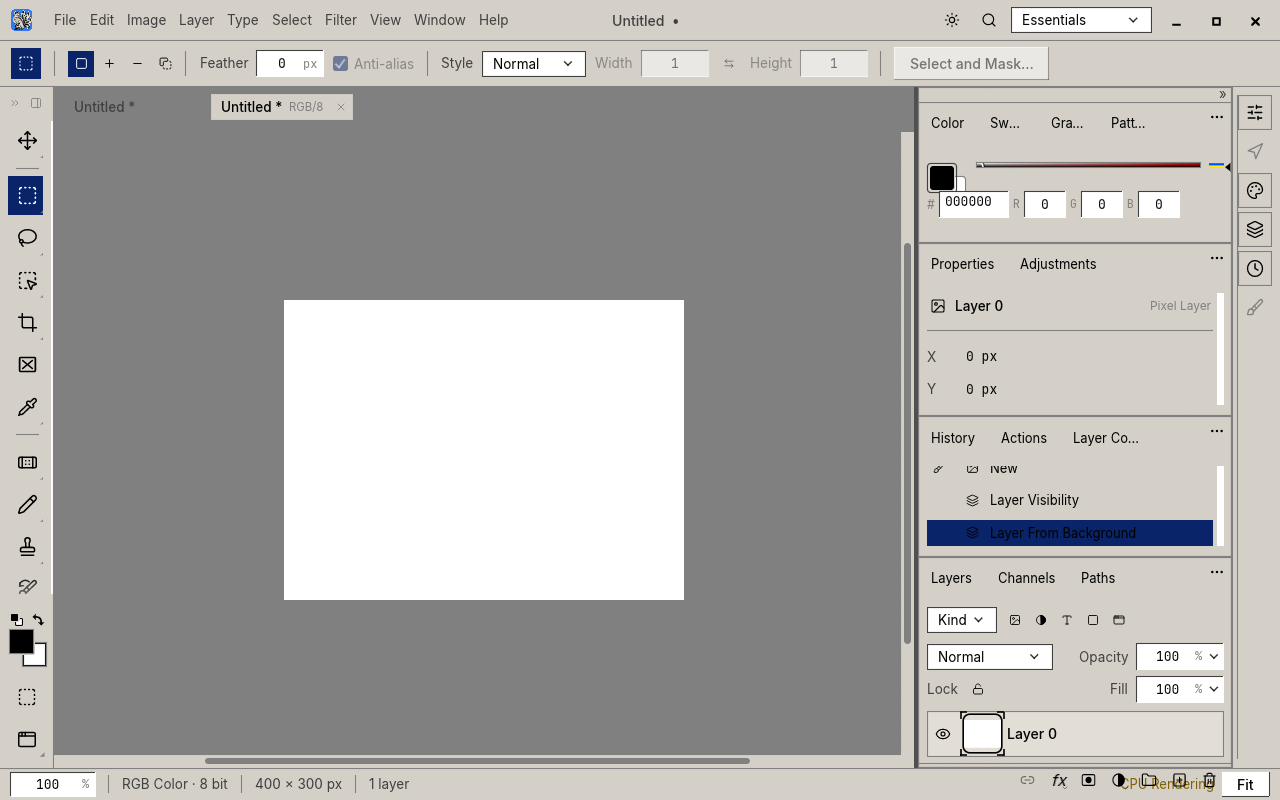 File Edit Image Layer Type Select Filter View Window Help
Untitled •
Essentials
Feather 0 px Anti-alias Style Normal Width 1 Height 1 Select and Mask...
Untitled *
Untitled * RGB/8
Color Sw... Gra... Patt...
# 000000 R 0 G 0 B 0
Properties Adjustments
Layer 0 Pixel Layer
X 0 px
Y 0 px
History Actions Layer Co...
New
Layer Visibility
Layer From Background
Layers Channels Paths
Kind
Normal Opacity 100 %
Lock Fill 100 %
Layer 0
fx CPU Rendering
100 % RGB Color · 8 bit 400 × 300 px 1 layer Fit